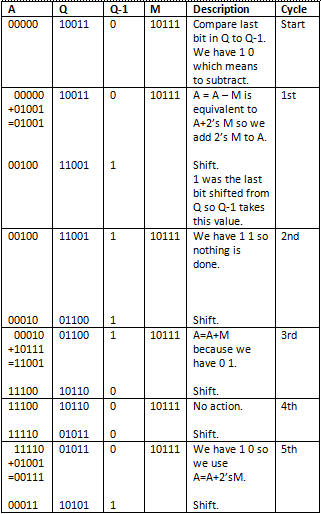 A Q Q-1 M Description Cycle
00000 10011 0 10111 Compare last Start
bit in Q to Q-1.
We have 1 0
which means
to subtract.
00000 10011 0 10111 A = A – M is 1st
+01001 equivalent to
=01001 A+2's M so we
add 2's M to A.
00100 11001 1 Shift.
1 was the last
bit shifted from
Q so Q-1 takes
this value.
00100 11001 1 10111 We have 1 1 so 2nd
nothing is
done.
00010 01100 1 Shift.
00010 01100 1 10111 A=A+M 3rd
+10111 because we
=11001 have 0 1.
11100 10110 0 Shift.
11100 10110 0 10111 No action. 4th
11110 01011 0 Shift.
11110 01011 0 10111 We have 1 0 so 5th
+01001 we use
=00111 A=A+2'sM.
00011 10101 1 Shift.